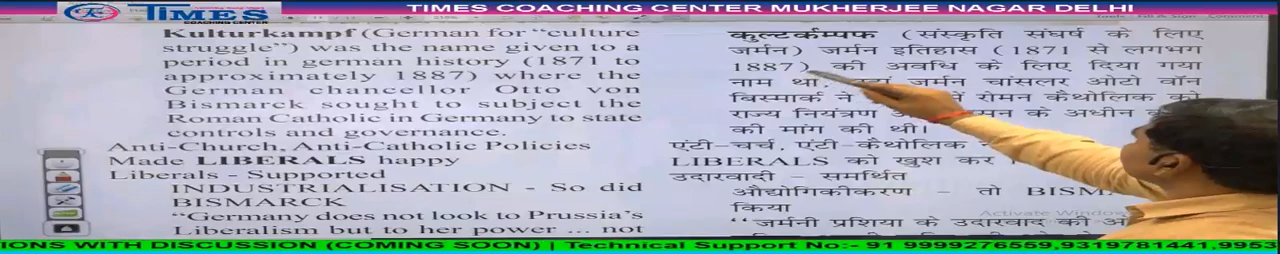 TIMES
COACHING CENTER
TIMES COACHING CENTER MUKHERJEE NAGAR DELHI
Kulturkampf (German for “culture
struggle”) was the name given to a
period in german history (1871 to
approximately 1887) where the
German chancellor Otto von
Bismarck sought to subject the
Roman Catholic in Germany to state
controls and governance.
Anti-Church, Anti-Catholic Policies
Made LIBERALS happy
Liberals - Supported
INDUSTRIALISATION - So did
BISMARCK
“Germany does not look to Prussia’s
Liberalism but to her power ... not
कुल्टर्कम्पफ (संस्कृति संघर्ष के लिए
जर्मन) जर्मन इतिहास (1871 से लगभग
1887) की अवधि के लिए दिया गया
नाम था, जर्मन चांसलर ओटो वॉन
बिस्मार्क ने में रोमन कैथोलिक को
राज्य नियंत्रण के अधीन
की मांग की थी।
एंटी-चर्च, एंटी-कैथोलिक
LIBERALS को खुश कर
उदारवादी - समर्थित
औद्योगिकीकरण - तो
किया
‘‘जर्मनी प्रशिया के उदारवाद की
Activate Windows
IONS WITH DISCUSSION (COMING SOON) | Technical Support No:- 91 9999276559,9319781441,9953